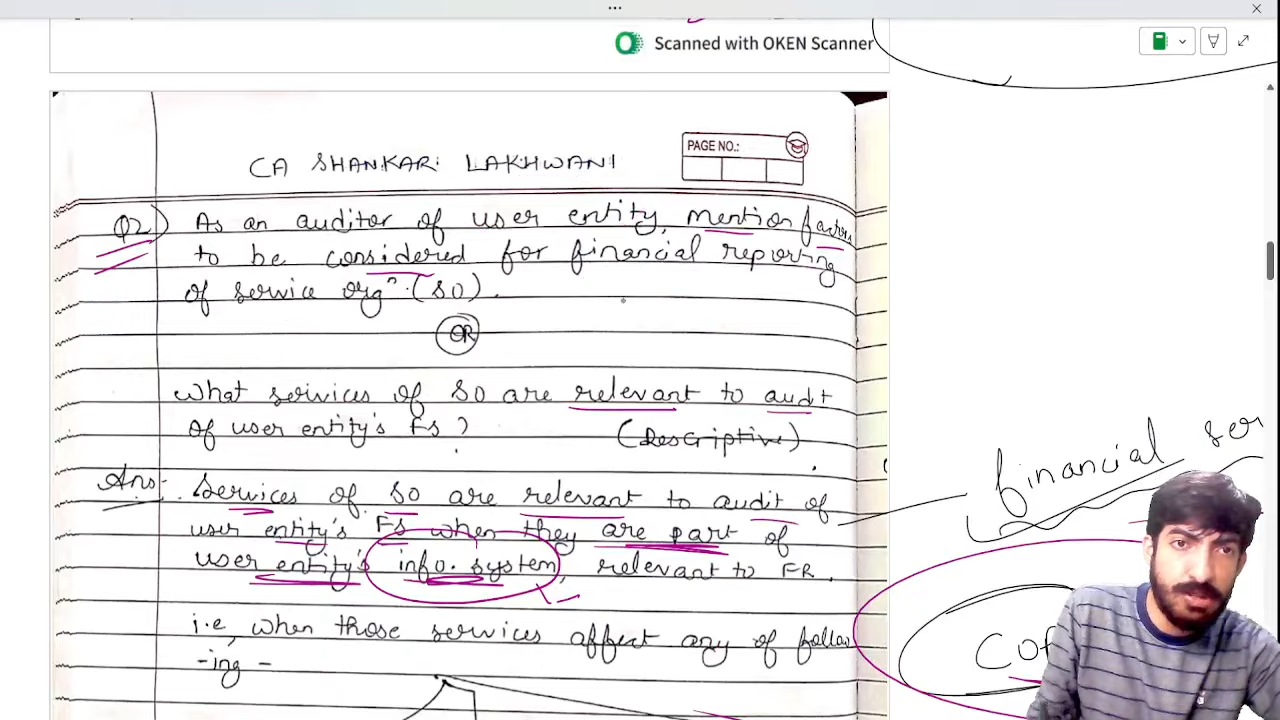 Scanned with OKEN Scanner
PAGE NO.:
CA SHANKARI LAKHWANI
Q2) As an auditor of user entity, mention factors
to be considered for financial reporting
of service orgⁿ. (SO).
OR
What services of SO are relevant to audit
of user entity's FS?
(Descriptive)
Ans:- Services of SO are relevant to audit of
user entity's FS when they are part of
user entity's info. system, relevant to FR.
i.e, when those services affect any of follow
-ing -
financial ser